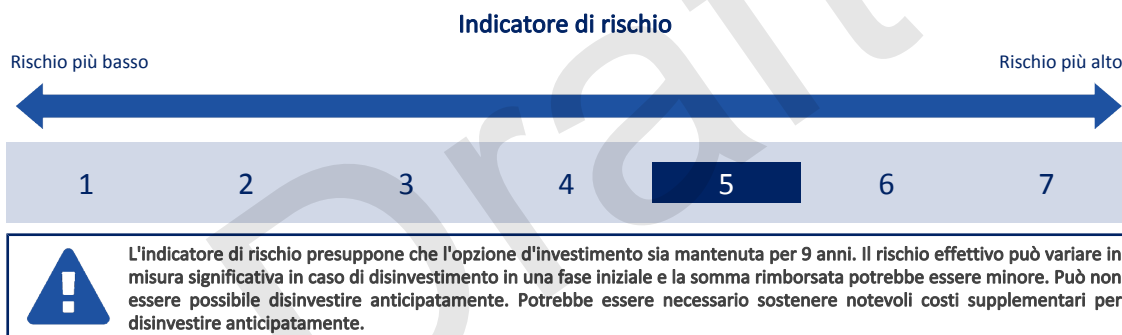 Indicatore di rischio
Rischio più basso
Rischio più alto
1 2 3 4 5 6 7
L'indicatore di rischio presuppone che l'opzione d'investimento sia mantenuta per 9 anni. Il rischio effettivo può variare in
misura significativa in caso di disinvestimento in una fase iniziale e la somma rimborsata potrebbe essere minore. Può non
essere possibile disinvestire anticipatamente. Potrebbe essere necessario sostenere notevoli costi supplementari per
disinvestire anticipatamente.
Draft